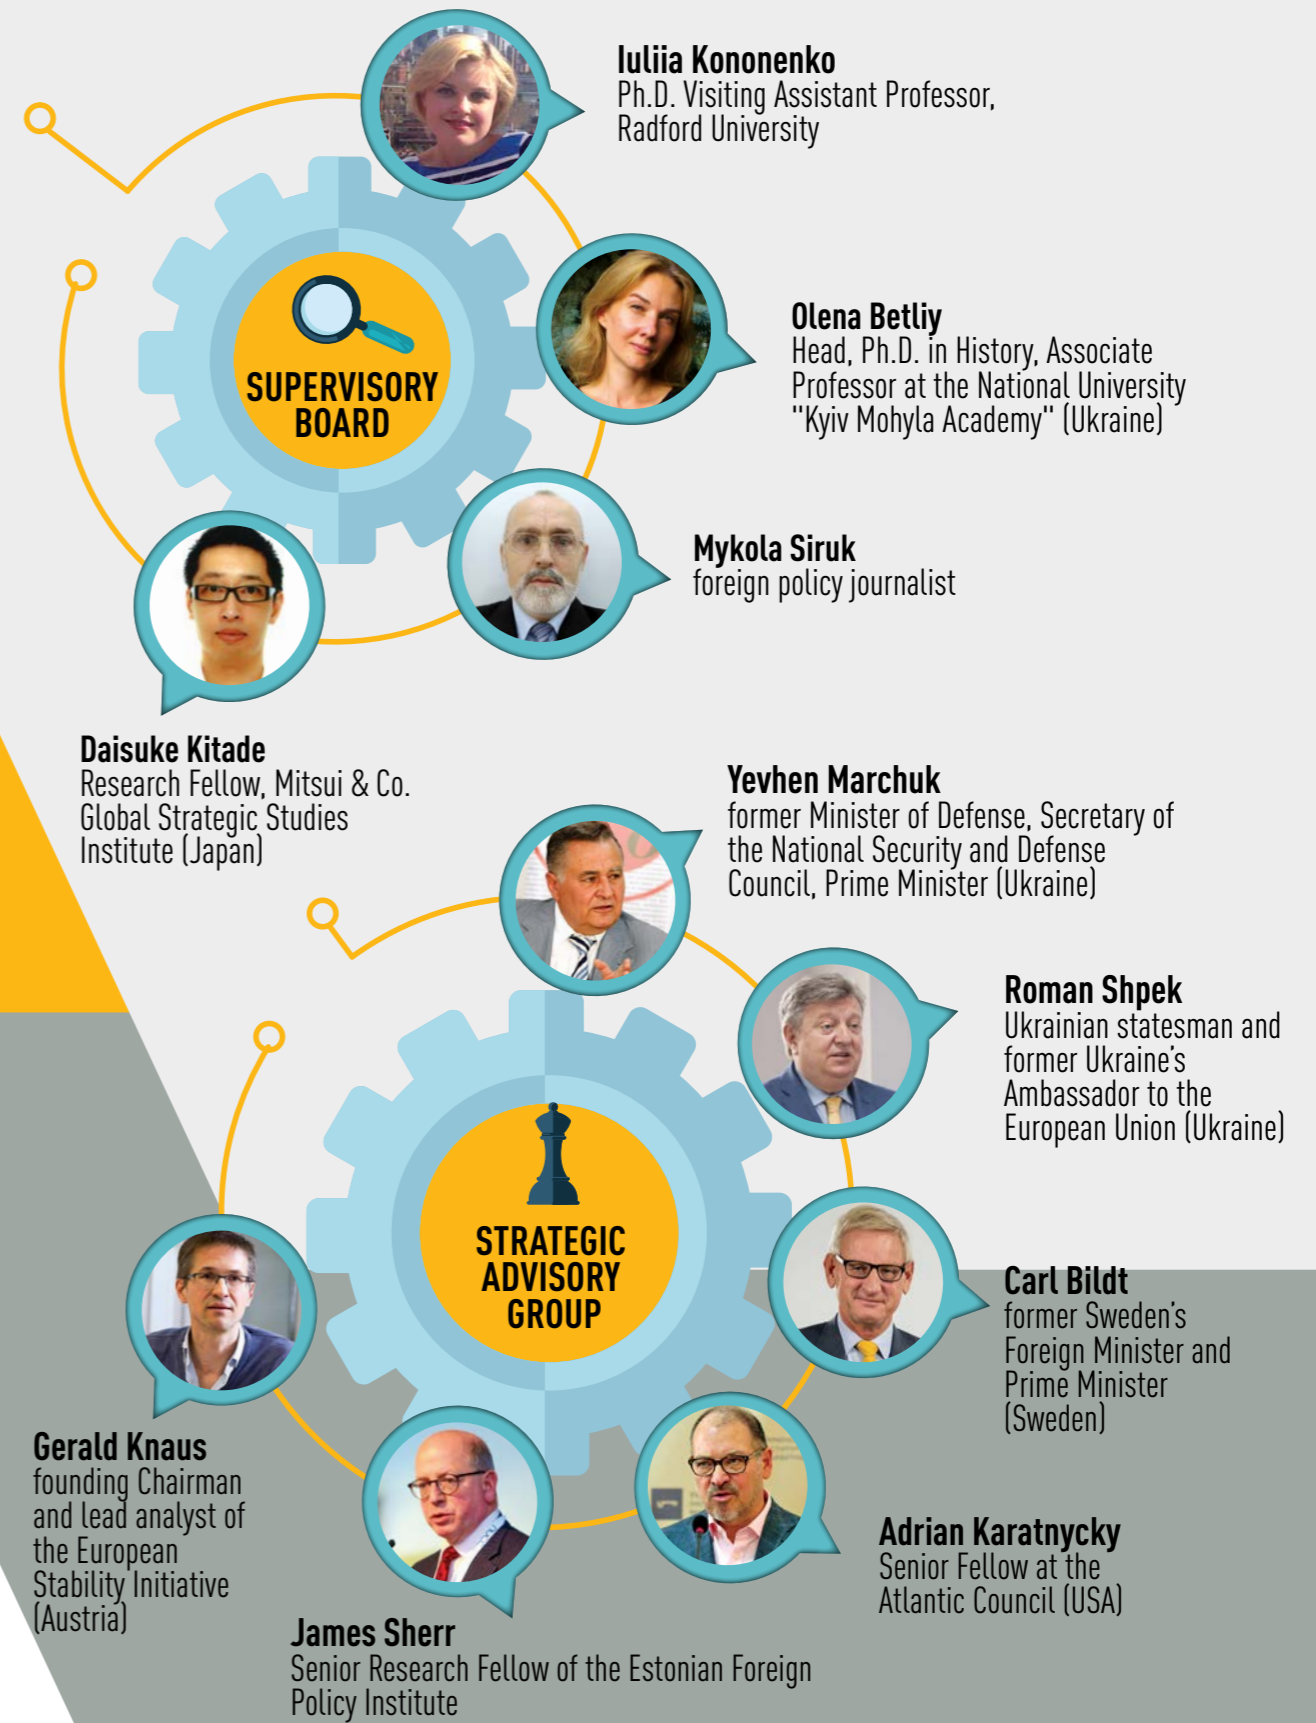 Iuliia Kononenko
Ph.D. Visiting Assistant Professor,
Radford University
SUPERVISORY
BOARD
Olena Betliy
Head, Ph.D. in History, Associate
Professor at the National University
"Kyiv Mohyla Academy" (Ukraine)
Mykola Siruk
foreign policy journalist
Daisuke Kitade
Research Fellow, Mitsui & Co.
Global Strategic Studies
Institute (Japan)
Yevhen Marchuk
former Minister of Defense, Secretary of
the National Security and Defense
Council, Prime Minister (Ukraine)
Roman Shpek
Ukrainian statesman and
former Ukraine's
Ambassador to the
European Union (Ukraine)
STRATEGIC
ADVISORY
GROUP
Carl Bildt
former Sweden's
Foreign Minister and
Prime Minister
(Sweden)
Adrian Karatnycky
Senior Fellow at the
Atlantic Council (USA)
James Sherr
Senior Research Fellow of the Estonian Foreign
Policy Institute
Gerald Knaus
founding Chairman
and lead analyst of
the European
Stability Initiative
(Austria)